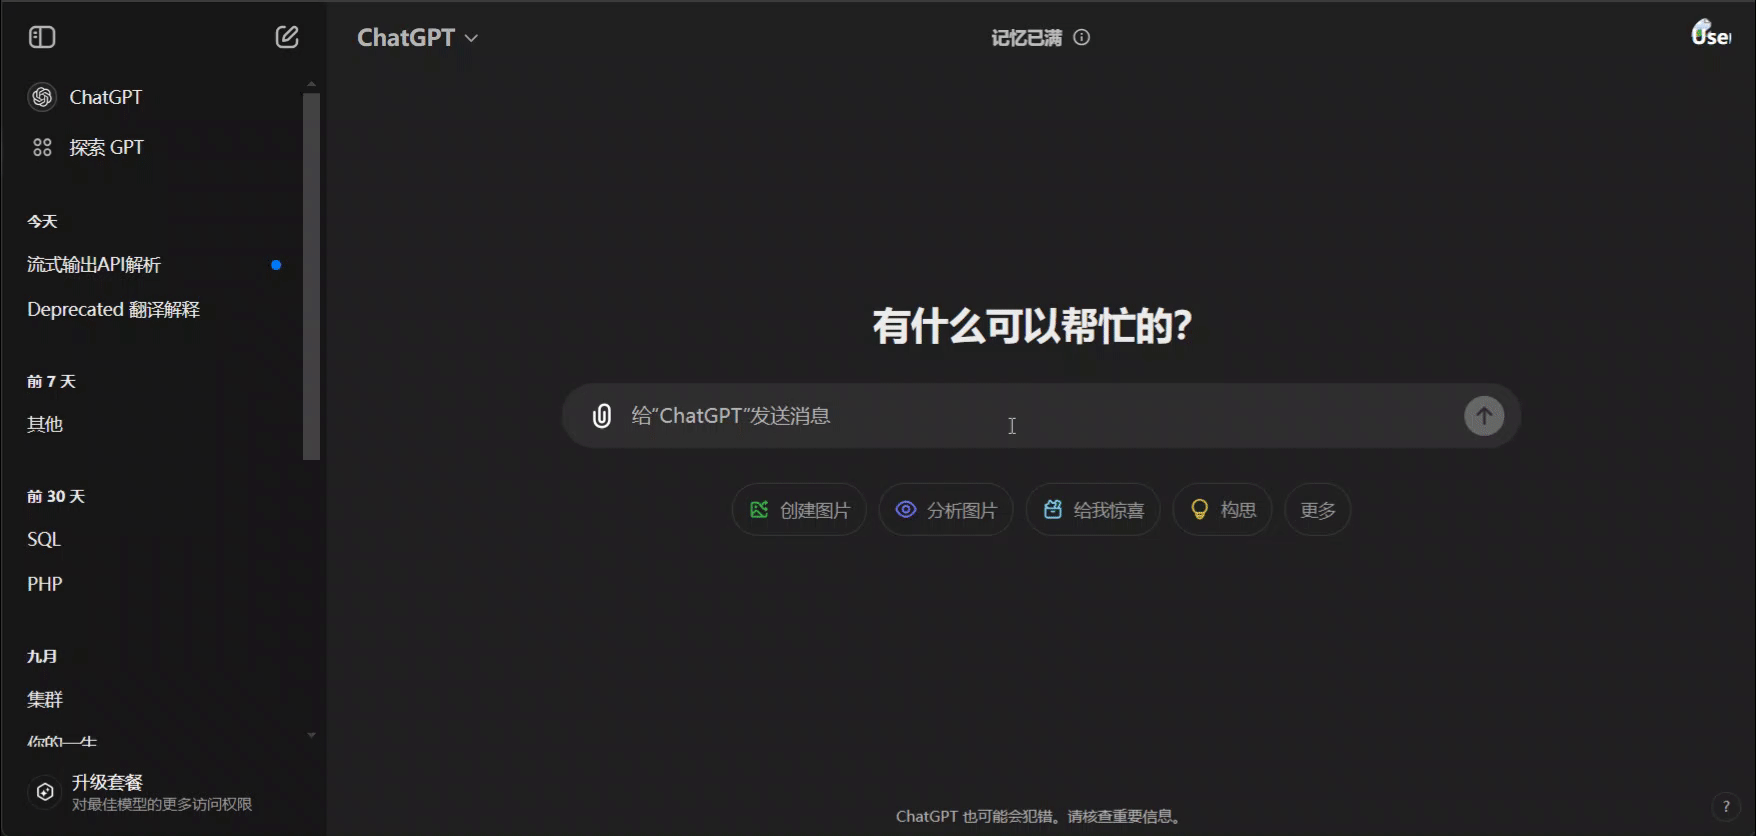 ChatGPT
探索 GPT
今天
流式输出API解析
Deprecated 翻译解释
前 7 天
其他
前 30 天
SQL
PHP
九月
集群
你的一生
升级套餐
对最佳模型的更多访问权限
ChatGPT
记忆已满
User
有什么可以帮忙的？
给“ChatGPT”发送消息
创建图片
分析图片
给我惊喜
构思
更多
ChatGPT 也可能会犯错。请核查重要信息。
?